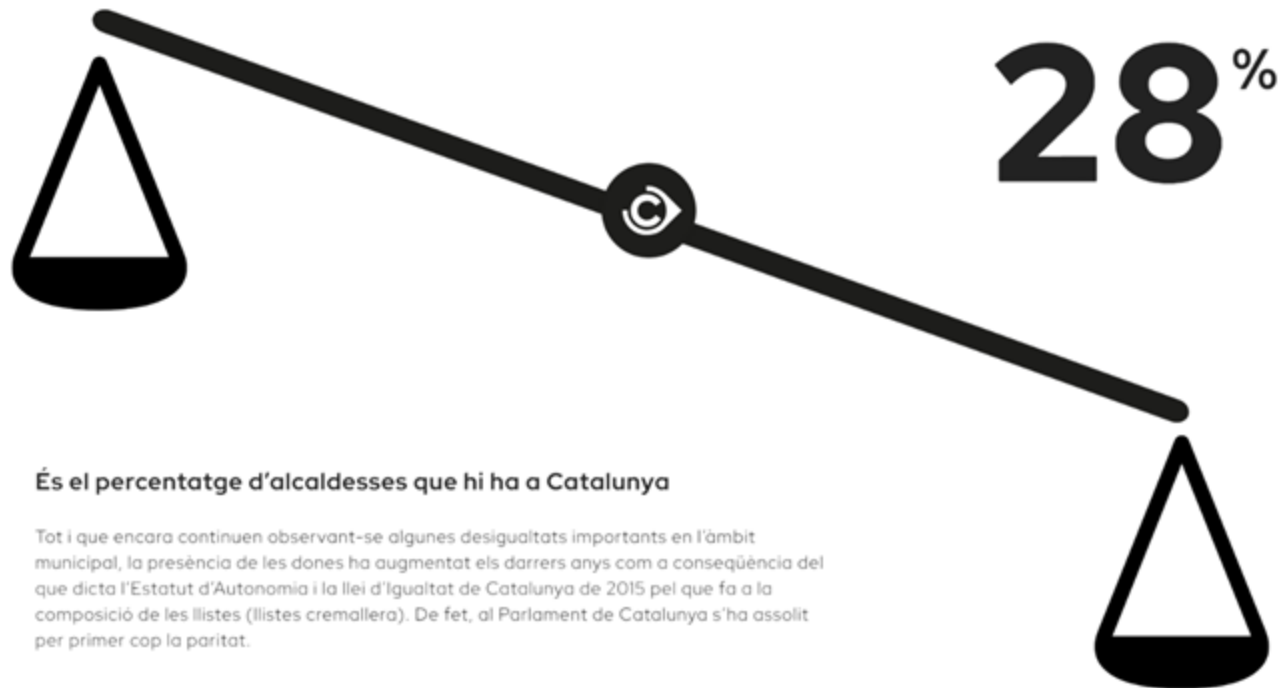 28%
És el percentatge d'alcaldesses que hi ha a Catalunya
Tot i que encara continuen observant-se algunes desigualtats importants en l'àmbit
municipal, la presència de les dones ha augmentat els darrers anys com a conseqüència del
que dicta l'Estatut d'Autonomia i la llei d'Igualtat de Catalunya de 2015 pel que fa a la
composició de les llistes (llistes cremallera). De fet, al Parlament de Catalunya s'ha assolit
per primer cop la paritat.